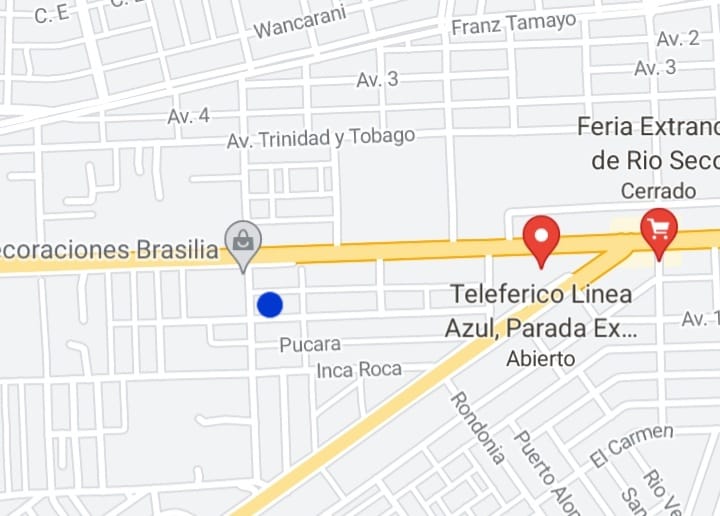 C. E
Wancarani
Franz Tamayo
Av. 2
Av. 3
Av. 3
Av. 4
Av. Trinidad y Tobago
Feria Extranc
de Rio Seco
Cerrado
ecoraciones Brasilia
Teleferico Linea
Azul, Parada Ex...
Abierto
Av. 1
Pucara
Inca Roca
Rondonia
Puerto Alon
El Carmen
Rio Ve
San